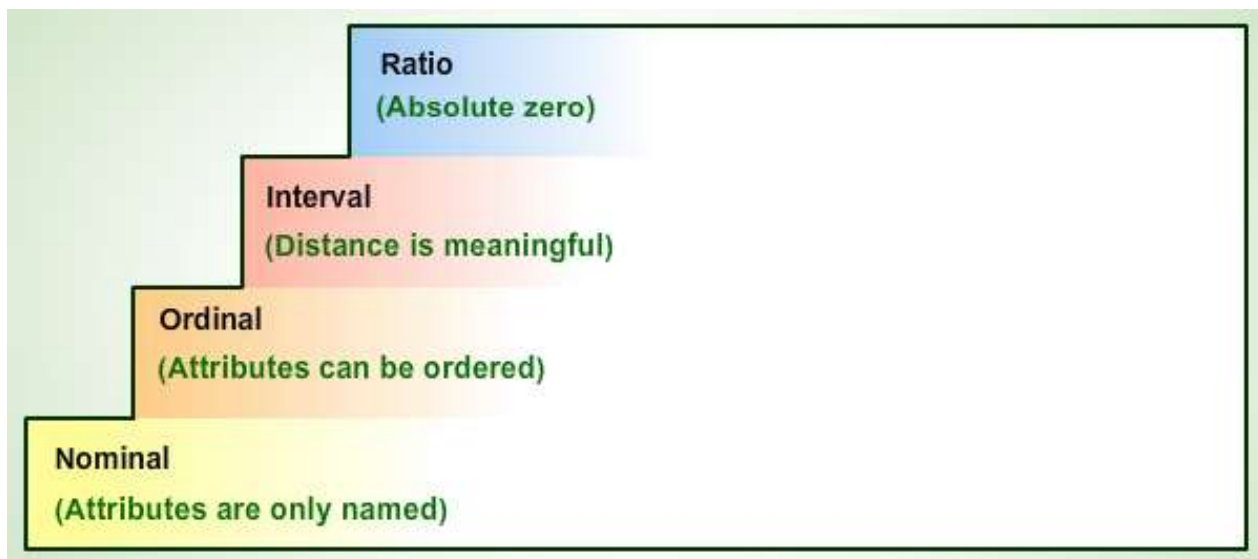 Ratio
(Absolute zero)
Interval
(Distance is meaningful)
Ordinal
(Attributes can be ordered)
Nominal
(Attributes are only named)